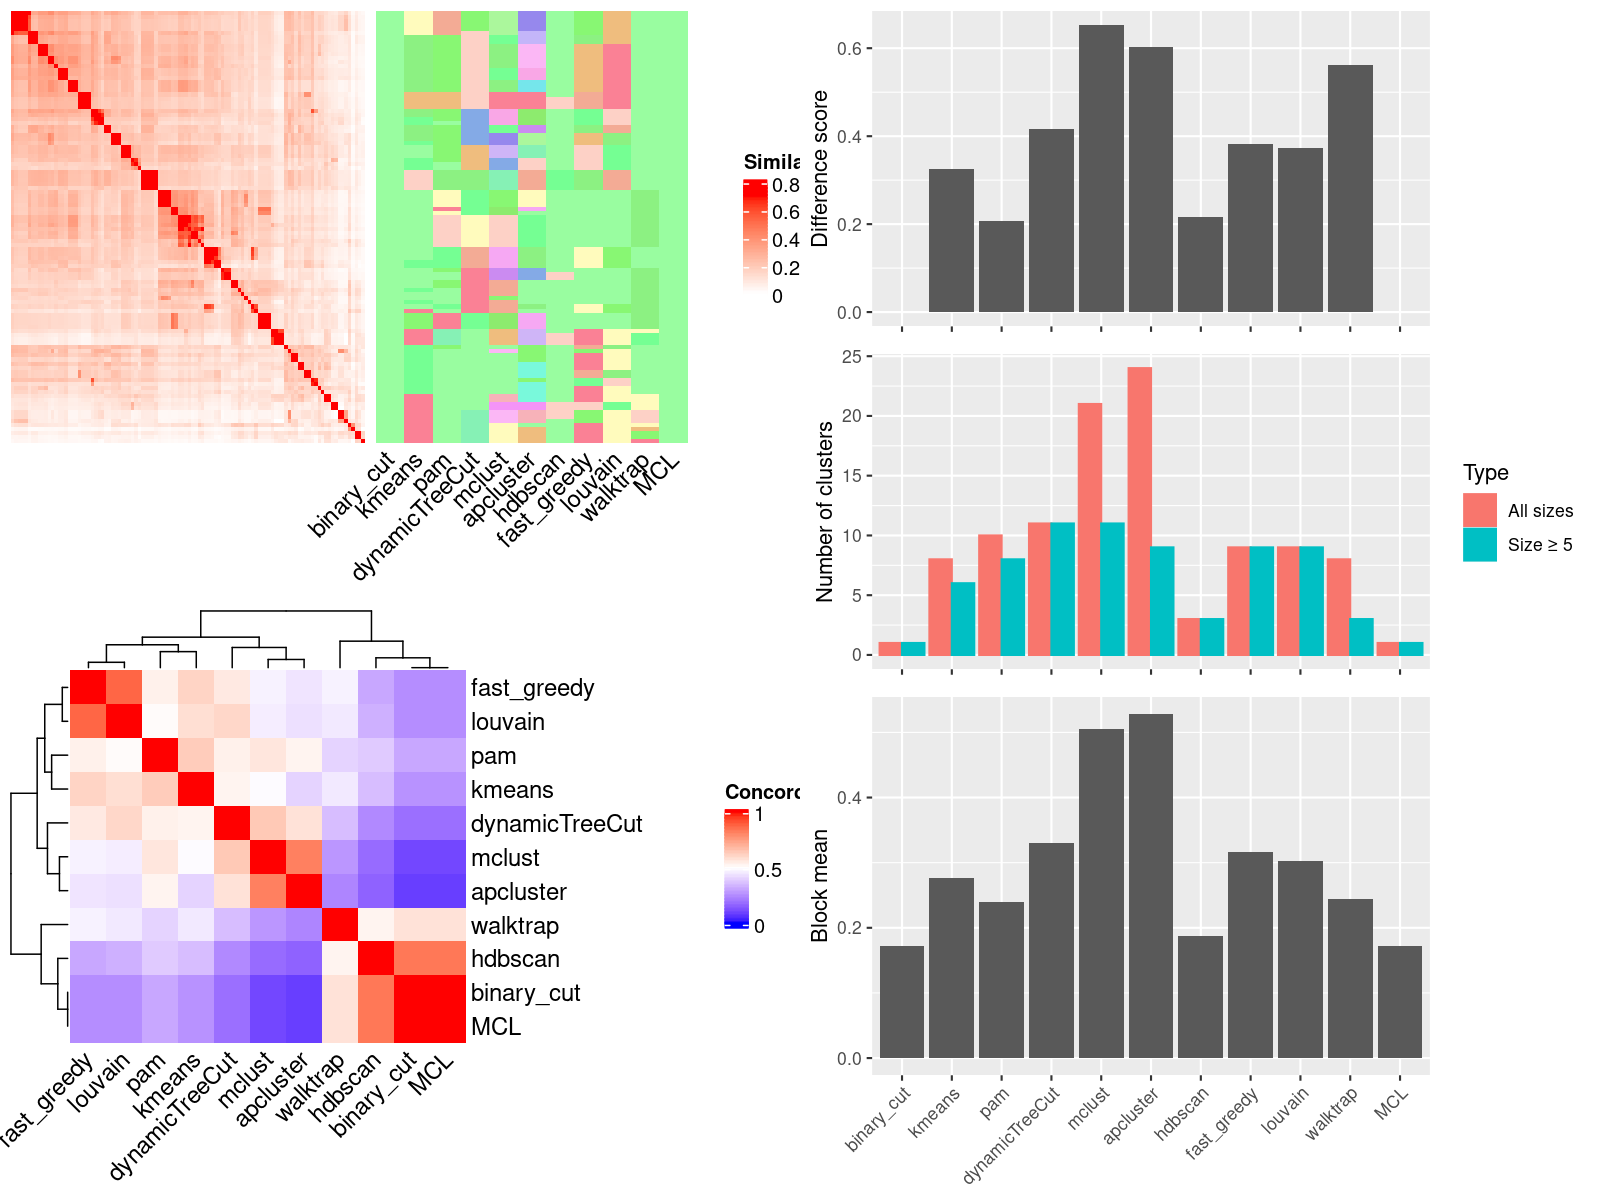 Simila
0.8
0.6
0.4
0.2
0
binary_cut
kmeans
pam
dynamicTreeCut
mclust
apcluster
hdbscan
fast_greedy
louvain
walktrap
MCL
fast_greedy
louvain
pam
kmeans
dynamicTreeCut
mclust
apcluster
walktrap
hdbscan
binary_cut
MCL
fast_greedy
louvain
pam
kmeans
dynamicTreeCut
mclust
apcluster
walktrap
hdbscan
binary_cut
MCL
Concord
1
0.5
0
Difference score
0.6
0.4
0.2
0.0
Number of clusters
25
20
15
10
5
0
Type
All sizes
Size ≥ 5
Block mean
0.4
0.2
0.0
binary_cut
kmeans
pam
dynamicTreeCut
mclust
apcluster
hdbscan
fast_greedy
louvain
walktrap
MCL